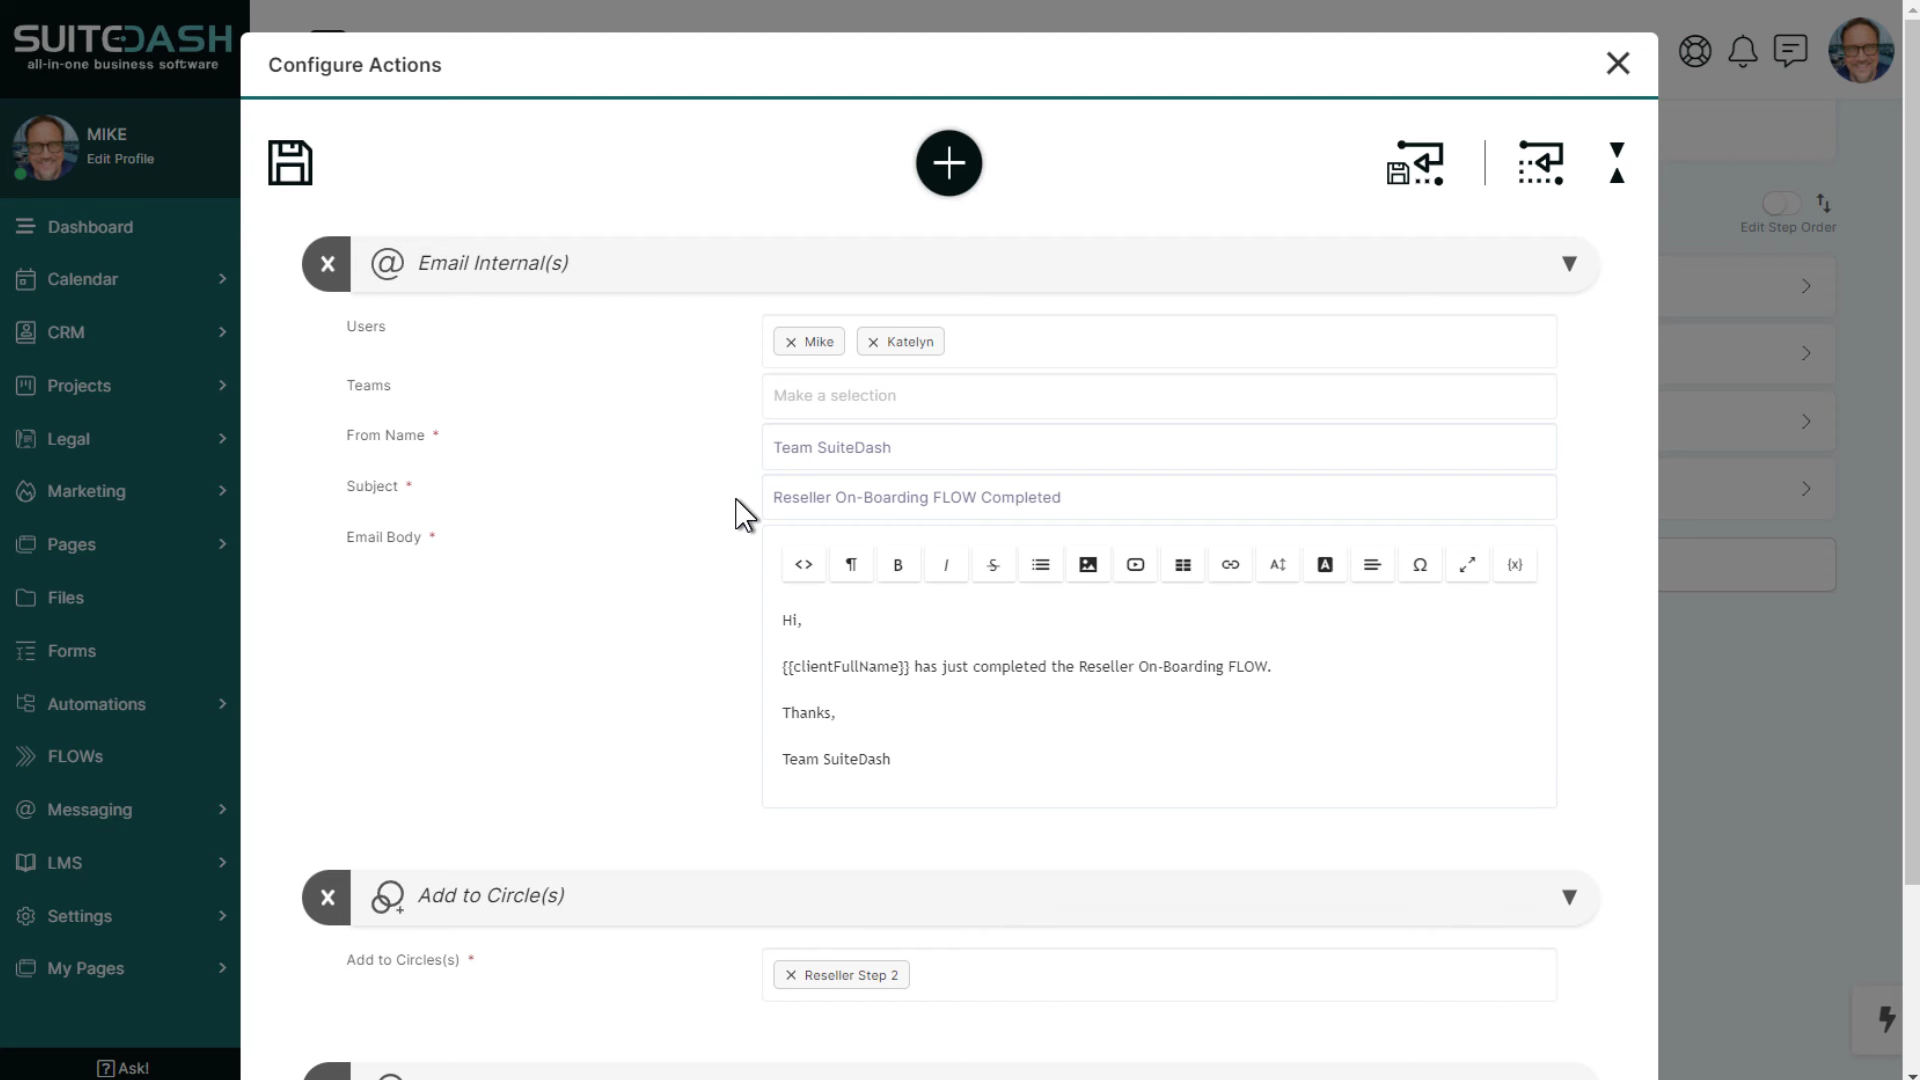 SUITEDASH
all-in-one business software
MIKE
Edit Profile
Dashboard
Calendar
CRM
Projects
Legal
Marketing
Pages
Files
Forms
Automations
FLOWs
Messaging
LMS
Settings
My Pages
? Ask!
Configure Actions
Edit Step Order
Email Internal(s)
Users
Mike
Katelyn
Teams
Make a selection
From Name *
Team SuiteDash
Subject *
Reseller On-Boarding FLOW Completed
Email Body *
Hi,
{{clientFullName}} has just completed the Reseller On-Boarding FLOW.
Thanks,
Team SuiteDash
Add to Circle(s)
Add to Circles(s) *
Reseller Step 2